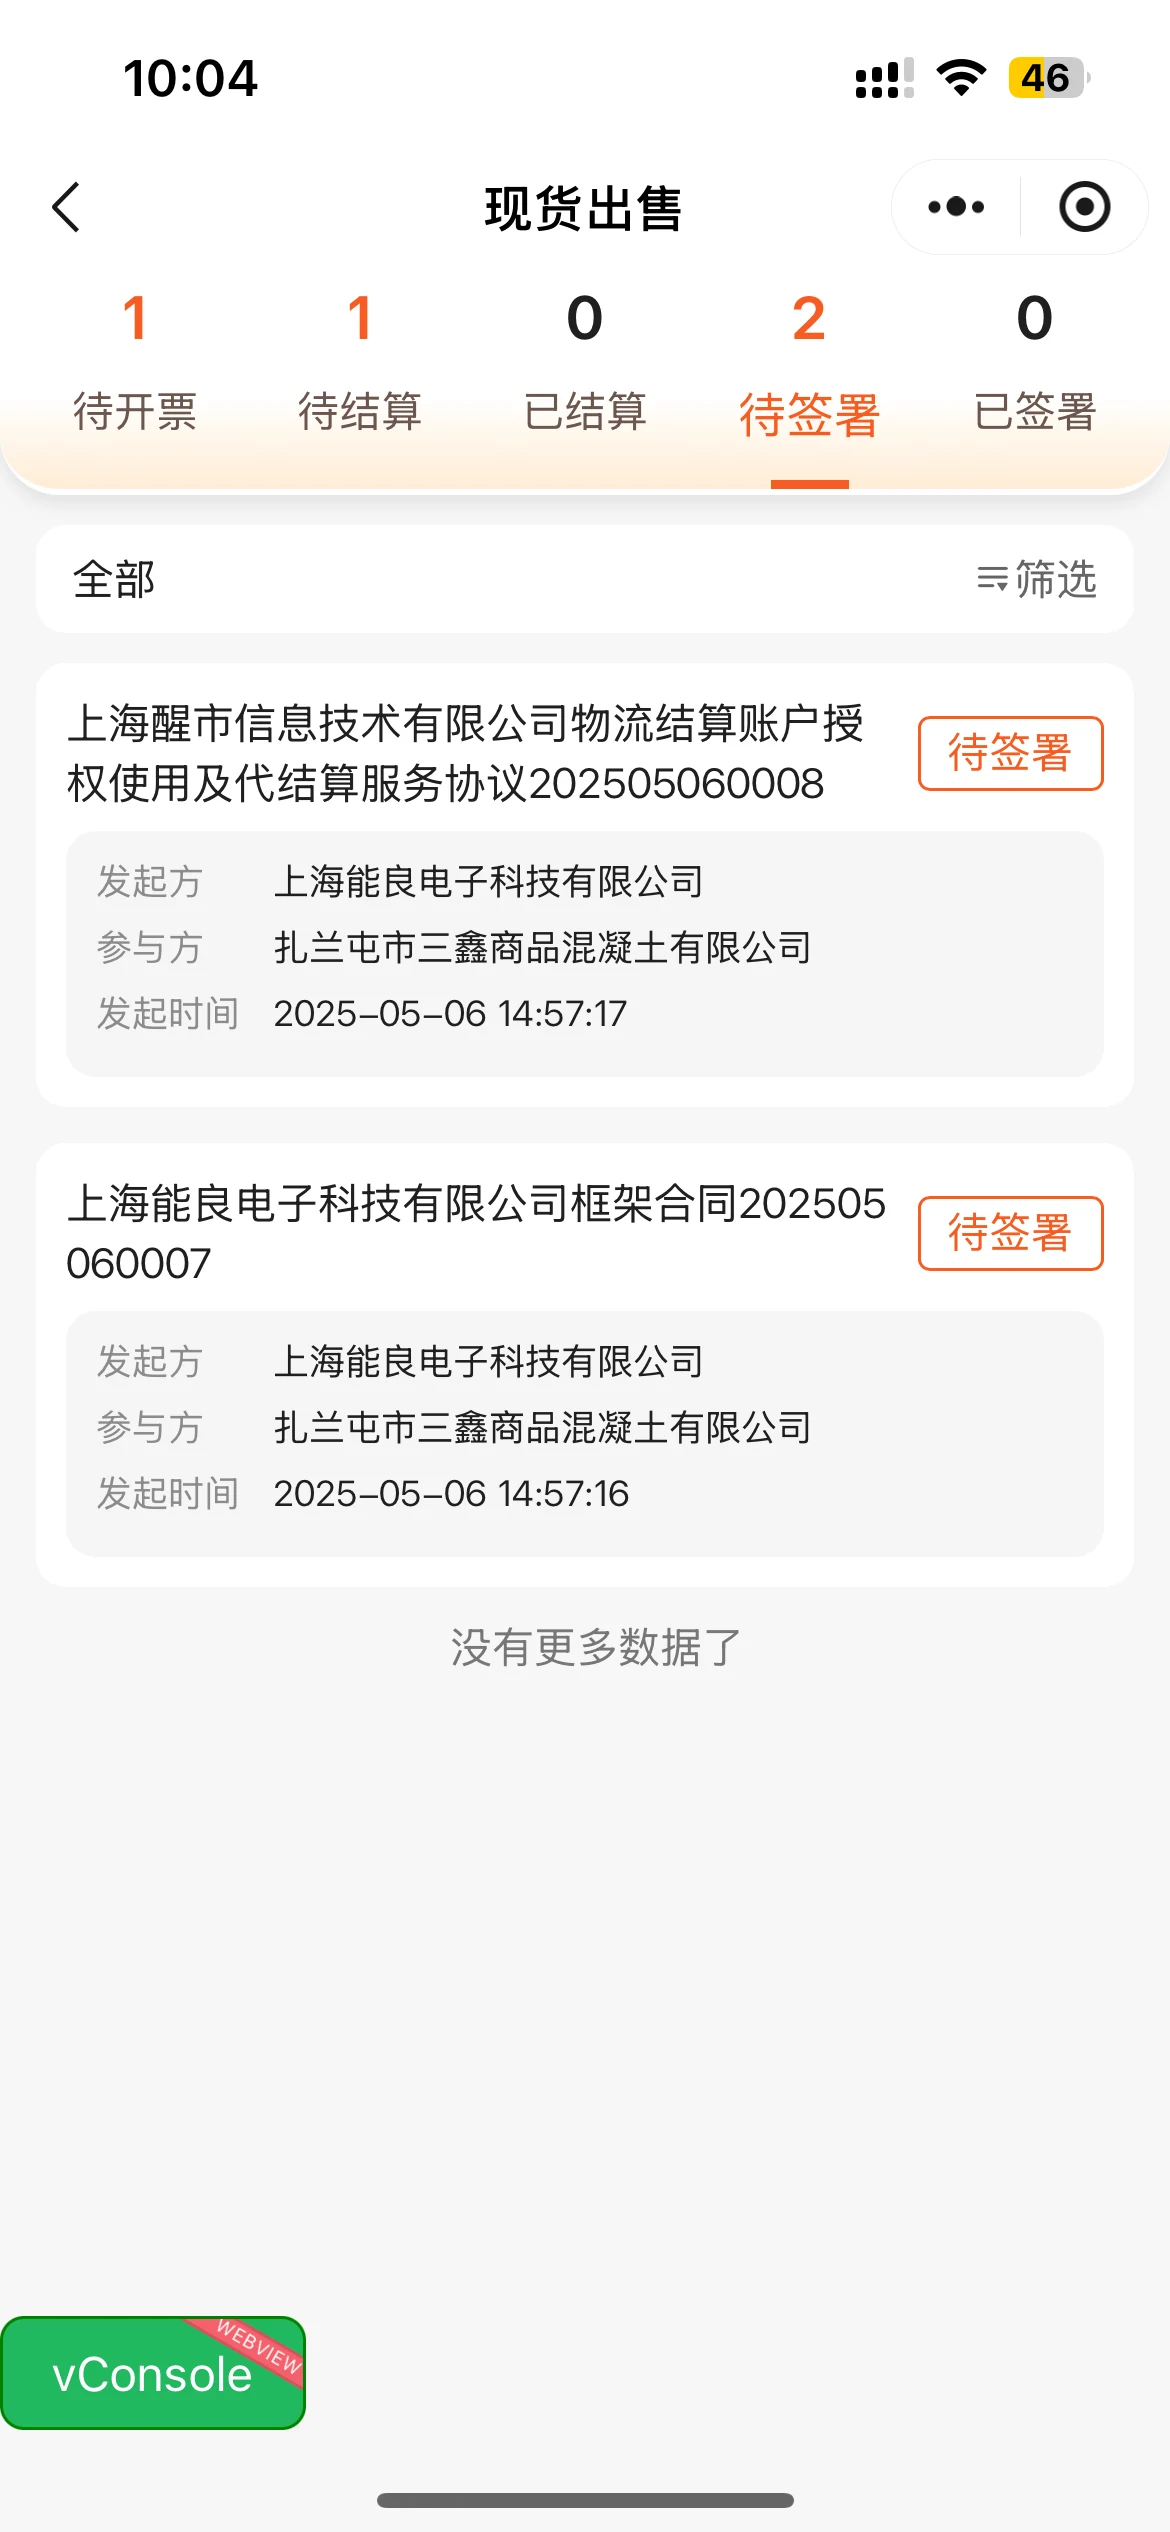 10:04
46
现货出售
1 1 0 2 0
待开票 待结算 已结算 待签署 已签署
全部 筛选
上海醒市信息技术有限公司物流结算账户授
权使用及代结算服务协议202505060008
待签署
发起方 上海能良电子科技有限公司
参与方 扎兰屯市三鑫商品混凝土有限公司
发起时间 2025-05-06 14:57:17
上海能良电子科技有限公司框架合同202505
060007
待签署
发起方 上海能良电子科技有限公司
参与方 扎兰屯市三鑫商品混凝土有限公司
发起时间 2025-05-06 14:57:16
没有更多数据了
WEBVIEW
vConsole